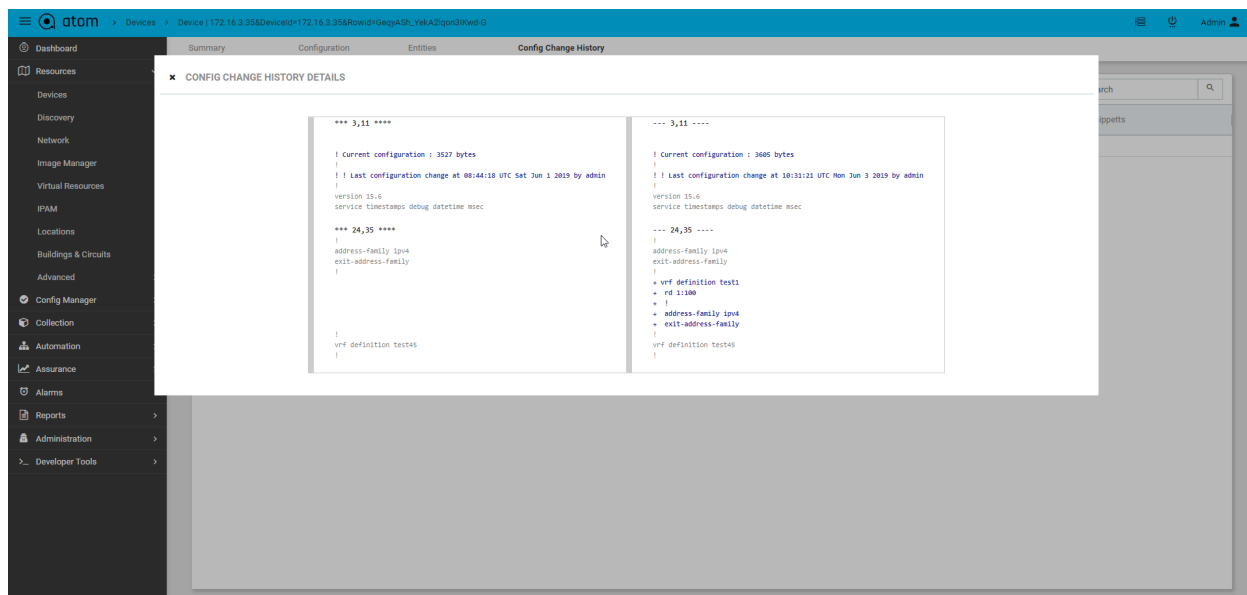 atom > Devices > Device | 172.16.3.35&DeviceId=172.16.3.35&RowId=GeqyASh_YekA2iqon3IKwd-G
Admin
Dashboard
Resources
Devices
Discovery
Network
Image Manager
Virtual Resources
IPAM
Locations
Buildings & Circuits
Advanced
Config Manager
Collection
Automation
Assurance
Alarms
Reports
Administration
Developer Tools
Summary Configuration Entities Config Change History
× CONFIG CHANGE HISTORY DETAILS
*** 3,11 ****
! Current configuration : 3527 bytes
!
! ! Last configuration change at 08:44:18 UTC Sat Jun 1 2019 by admin
!
version 15.6
service timestamps debug datetime msec
*** 24,35 ****
!
address-family ipv4
exit-address-family
!
!
vrf definition test45
!
--- 3,11 ----
! Current configuration : 3605 bytes
!
! ! Last configuration change at 10:31:21 UTC Mon Jun 3 2019 by admin
!
version 15.6
service timestamps debug datetime msec
--- 24,35 ----
!
address-family ipv4
exit-address-family
!
+ vrf definition test1
+ rd 1:100
+ !
+ address-family ipv4
+ exit-address-family
!
vrf definition test45
!
arch
ippetts